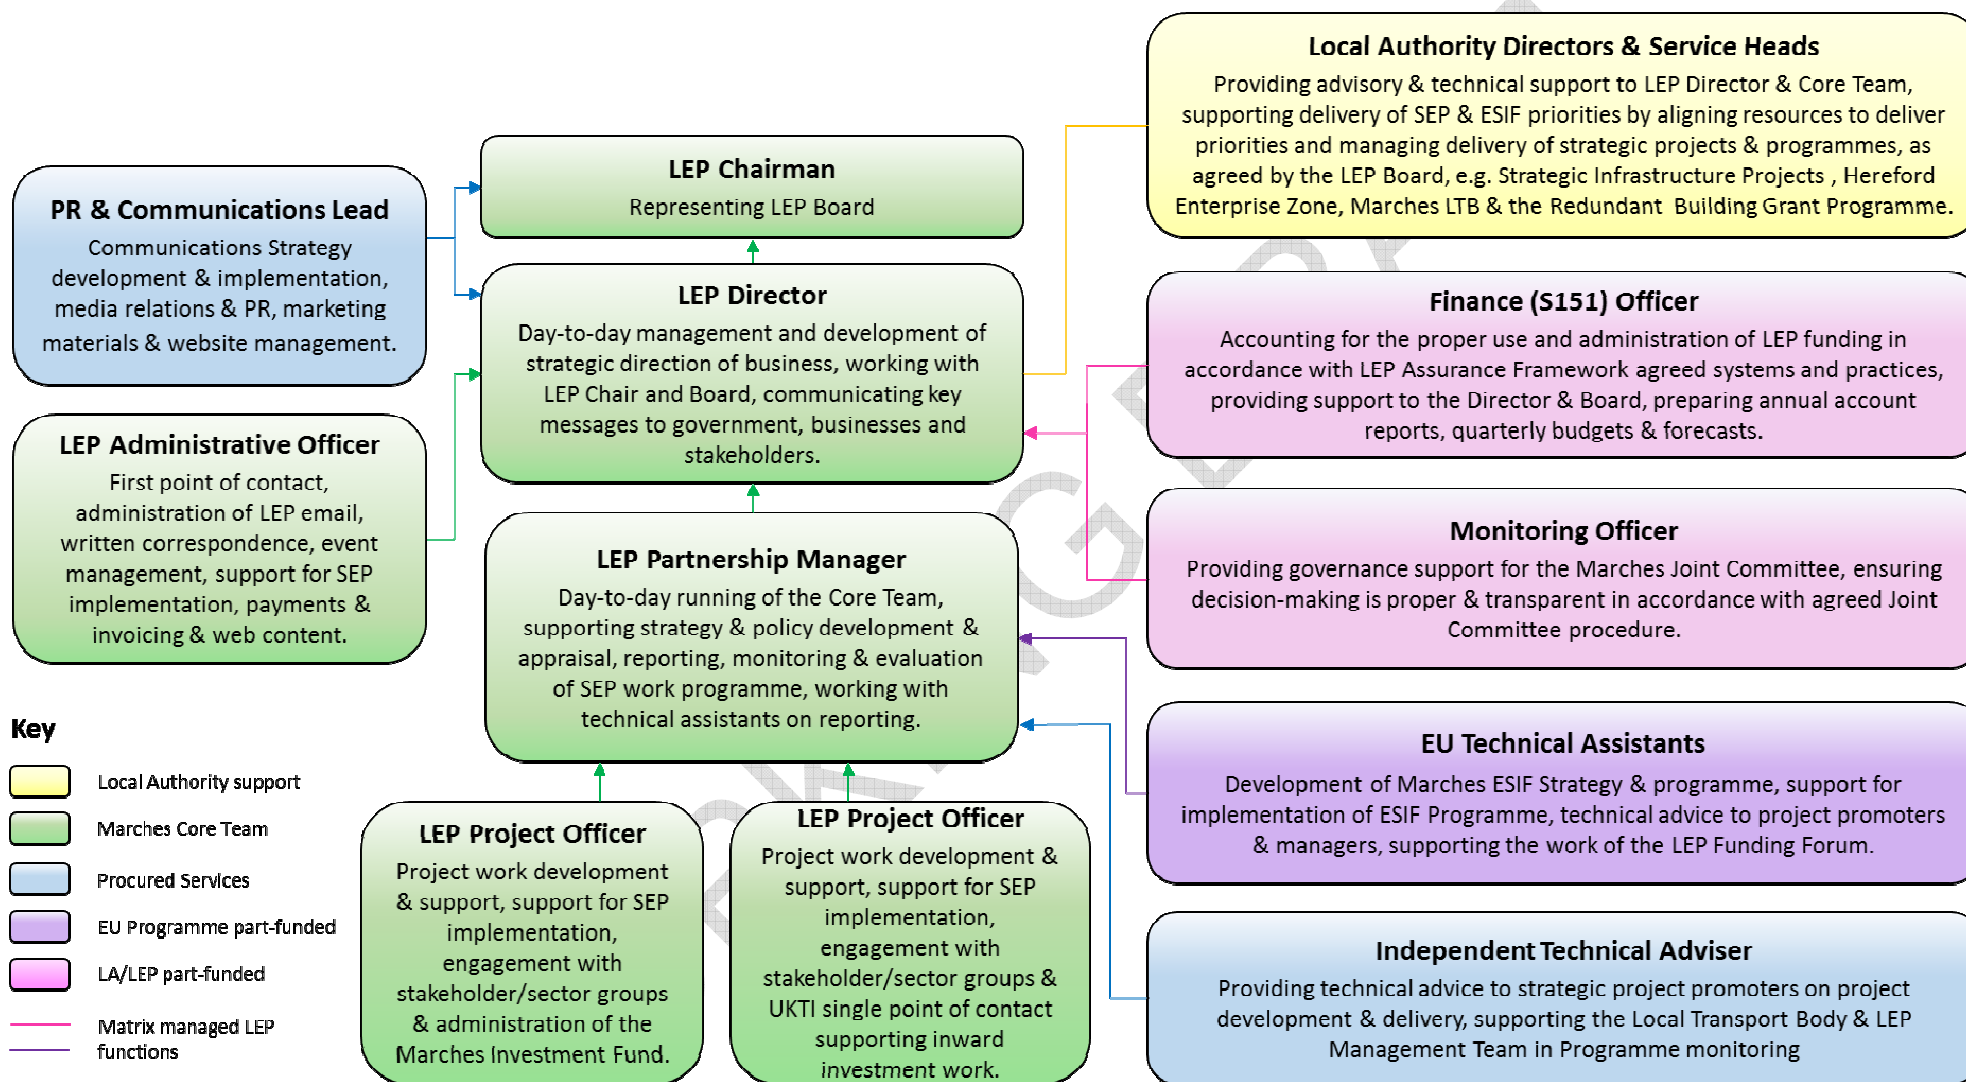 PR & Communications Lead
Communications Strategy
development & implementation,
media relations & PR, marketing
materials & website management.
LEP Administrative Officer
First point of contact,
administration of LEP email,
written correspondence, event
management, support for SEP
implementation, payments &
invoicing & web content.
LEP Chairman
Representing LEP Board
LEP Director
Day-to-day management and development of
strategic direction of business, working with
LEP Chair and Board, communicating key
messages to government, businesses and
stakeholders.
LEP Partnership Manager
Day-to-day running of the Core Team,
supporting strategy & policy development &
appraisal, reporting, monitoring & evaluation
of SEP work programme, working with
technical assistants on reporting.
LEP Project Officer
Project work development
& support, support for SEP
implementation,
engagement with
stakeholder/sector groups
& administration of the
Marches Investment Fund.
LEP Project Officer
Project work development &
support, support for SEP
implementation,
engagement with
stakeholder/sector groups &
UKTI single point of contact
supporting inward
investment work.
Local Authority Directors & Service Heads
Providing advisory & technical support to LEP Director & Core Team,
supporting delivery of SEP & ESIF priorities by aligning resources to deliver
priorities and managing delivery of strategic projects & programmes, as
agreed by the LEP Board, e.g. Strategic Infrastructure Projects , Hereford
Enterprise Zone, Marches LTB & the Redundant Building Grant Programme.
Finance (S151) Officer
Accounting for the proper use and administration of LEP funding in
accordance with LEP Assurance Framework agreed systems and practices,
providing support to the Director & Board, preparing annual account
reports, quarterly budgets & forecasts.
Monitoring Officer
Providing governance support for the Marches Joint Committee, ensuring
decision-making is proper & transparent in accordance with agreed Joint
Committee procedure.
EU Technical Assistants
Development of Marches ESIF Strategy & programme, support for
implementation of ESIF Programme, technical advice to project promoters
& managers, supporting the work of the LEP Funding Forum.
Independent Technical Adviser
Providing technical advice to strategic project promoters on project
development & delivery, supporting the Local Transport Body & LEP
Management Team in Programme monitoring
Key
Local Authority support
Marches Core Team
Procured Services
EU Programme part-funded
LA/LEP part-funded
Matrix managed LEP
functions